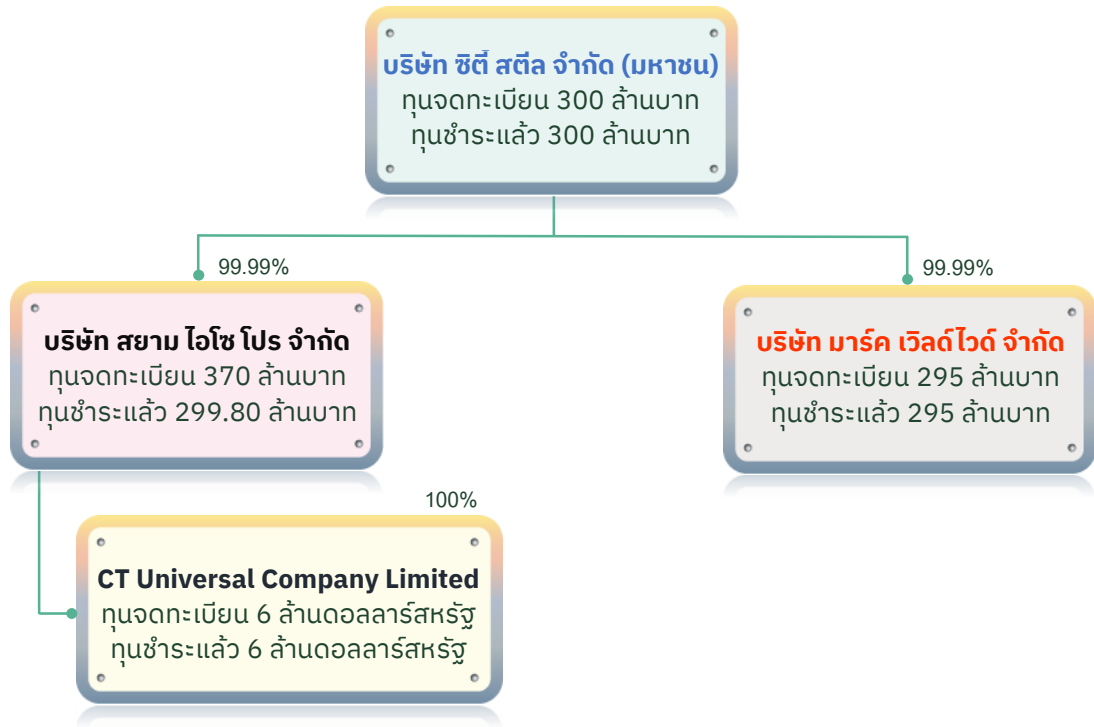 บริษัท ซิตี้ สตีล จำกัด (มหาชน)
ทุนจดทะเบียน 300 ล้านบาท
ทุนชำระแล้ว 300 ล้านบาท
99.99%
99.99%
บริษัท สยาม ไอโซ โปร จำกัด
ทุนจดทะเบียน 370 ล้านบาท
ทุนชำระแล้ว 299.80 ล้านบาท
บริษัท มาร์ค เวิลด์ไวด์ จำกัด
ทุนจดทะเบียน 295 ล้านบาท
ทุนชำระแล้ว 295 ล้านบาท
100%
CT Universal Company Limited
ทุนจดทะเบียน 6 ล้านดอลลาร์สหรัฐ
ทุนชำระแล้ว 6 ล้านดอลลาร์สหรัฐ